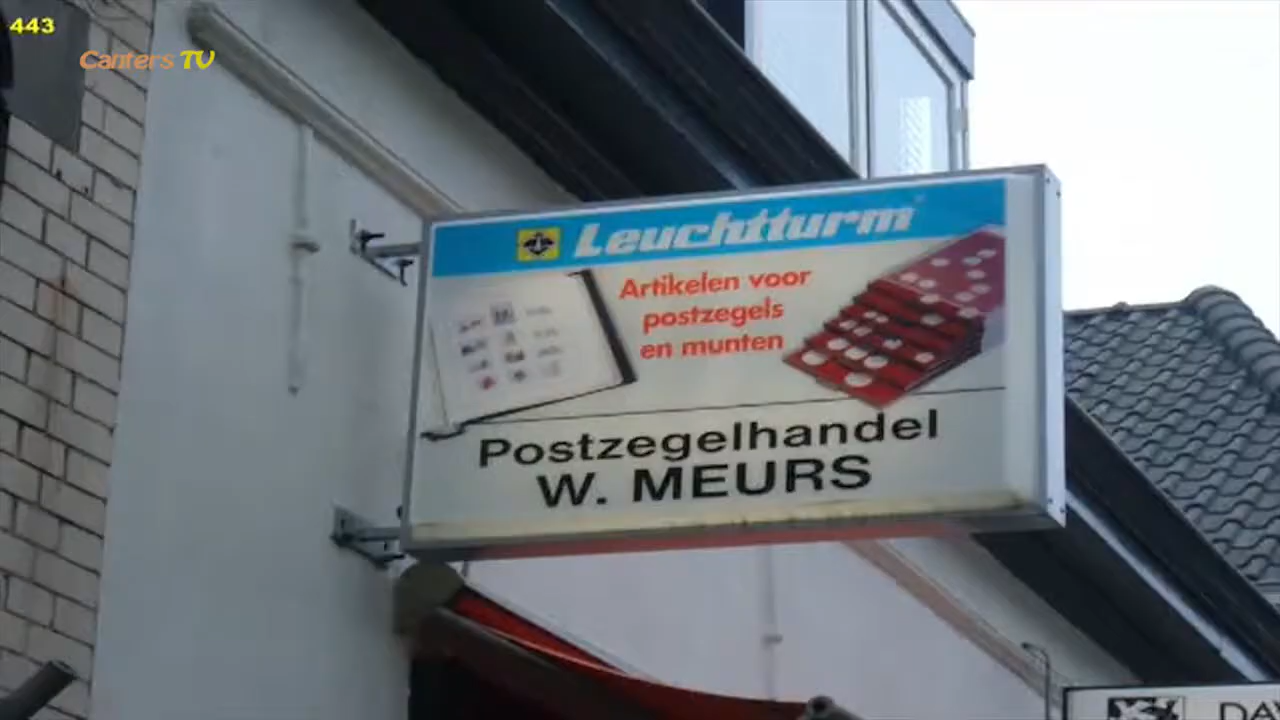 443
Canters TV
Leuchtturm
Artikelen voor
postzegels
en munten
Postzegelhandel
W. MEURS